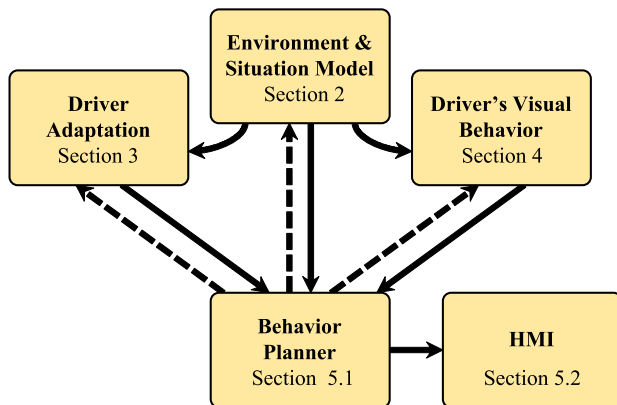 Environment &
Situation Model
Section 2
Driver
Adaptation
Section 3
Driver's Visual
Behavior
Section 4
Behavior
Planner
Section 5.1
HMI
Section 5.2